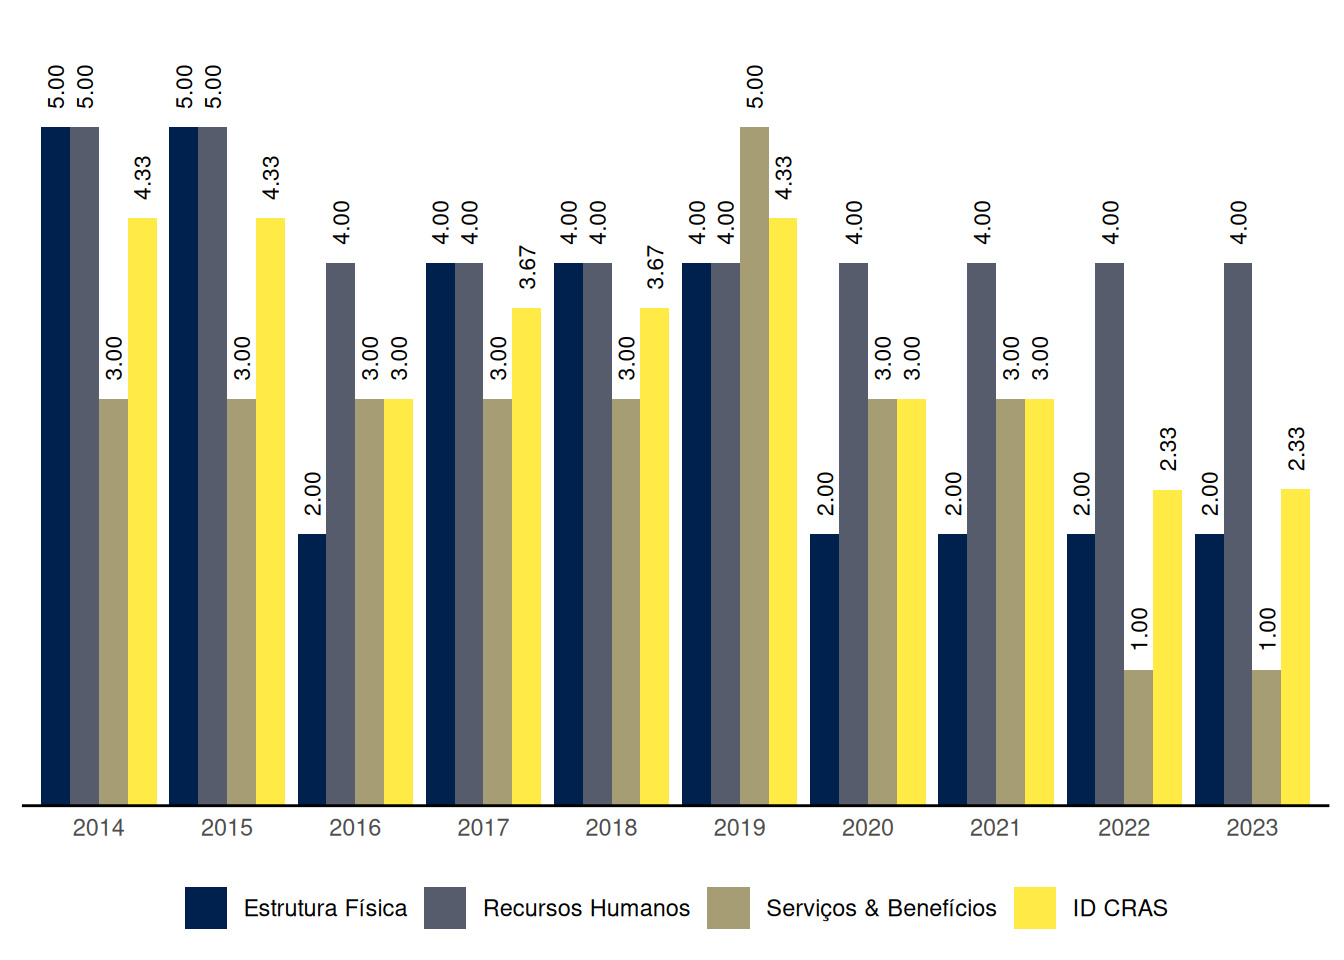 5.00 5.00 3.00 4.33 5.00 5.00 3.00 4.33 2.00 4.00 3.00 3.00 4.00 4.00 3.00 3.67 4.00 4.00 3.00 3.67 4.00 4.00 5.00 4.33 2.00 4.00 3.00 3.00 2.00 4.00 3.00 3.00 2.00 4.00 1.00 2.33 2.00 4.00 1.00 2.33
2014 2015 2016 2017 2018 2019 2020 2021 2022 2023
Estrutura Física Recursos Humanos Serviços & Benefícios ID CRAS